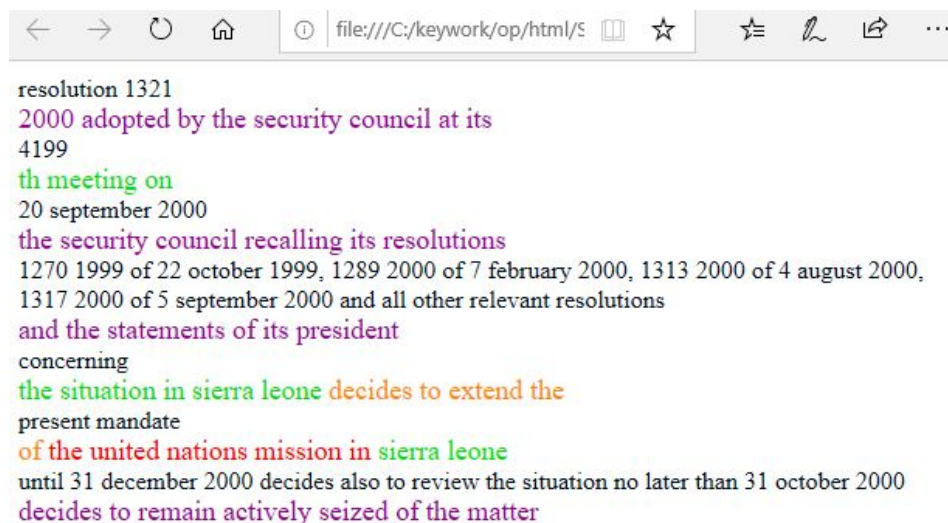 file:///C:/keywork/op/html/S
resolution 1321
2000 adopted by the security council at its
4199
th meeting on
20 september 2000
the security council recalling its resolutions
1270 1999 of 22 october 1999, 1289 2000 of 7 february 2000, 1313 2000 of 4 august 2000,
1317 2000 of 5 september 2000 and all other relevant resolutions
and the statements of its president
concerning
the situation in sierra leone decides to extend the
present mandate
of the united nations mission in sierra leone
until 31 december 2000 decides also to review the situation no later than 31 october 2000
decides to remain actively seized of the matter